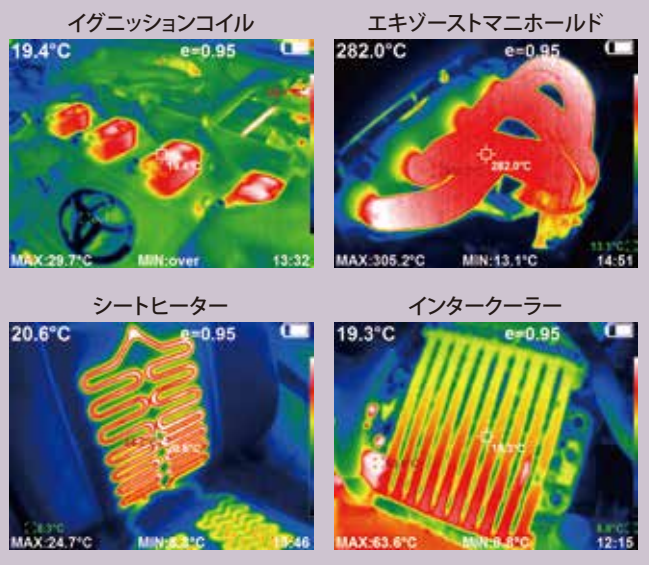 イグニッションコイル
19.4°C e=0.95
MAX:29.7°C MIN:over 13:32
エキゾーストマニホールド
282.0°C e=0.95
282.0°C
13.1°C
MAX:305.2°C MIN:13.1°C 14:51
シートヒーター
20.6°C e=0.95
MAX:24.7°C
インタークーラー
19.3°C e=0.95
MAX:63.6°C 12:15